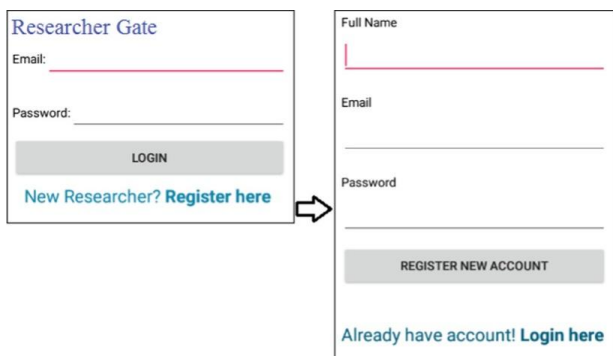 Researcher Gate
Email:
Password:
LOGIN
New Researcher? Register here
Full Name
Email
Password
REGISTER NEW ACCOUNT
Already have account! Login here